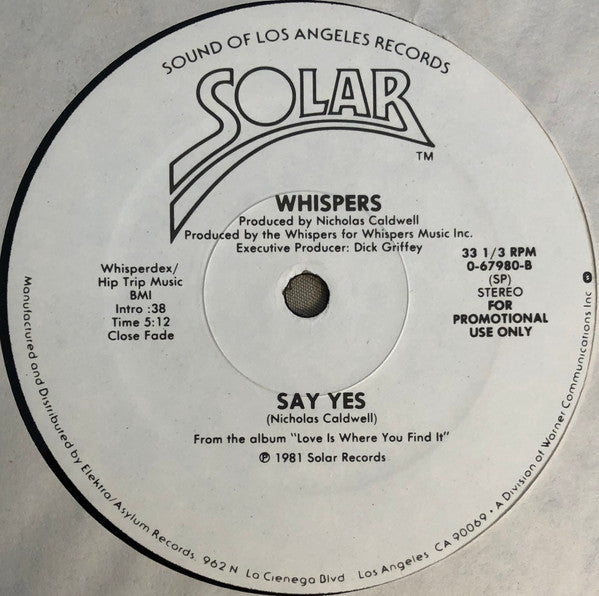 SOUND OF LOS ANGELES RECORDS
SOLAR
TM
WHISPERS
Produced by Nicholas Caldwell
Produced by the Whispers for Whispers Music Inc.
Executive Producer: Dick Griffey
Whisperdex/
Hip Trip Music
BMI
Intro :38
Time 5:12
Close Fade
33 1/3 RPM
0-67980-B
(SP)
STEREO
FOR
PROMOTIONAL
USE ONLY
SAY YES
(Nicholas Caldwell)
From the album "Love Is Where You Find It"
℗ 1981 Solar Records
Manufactured and Distributed by Elektra/Asylum Records, 962 N. La Cienega Blvd. Los Angeles, CA 90069 • A Division of Warner Communications Inc.